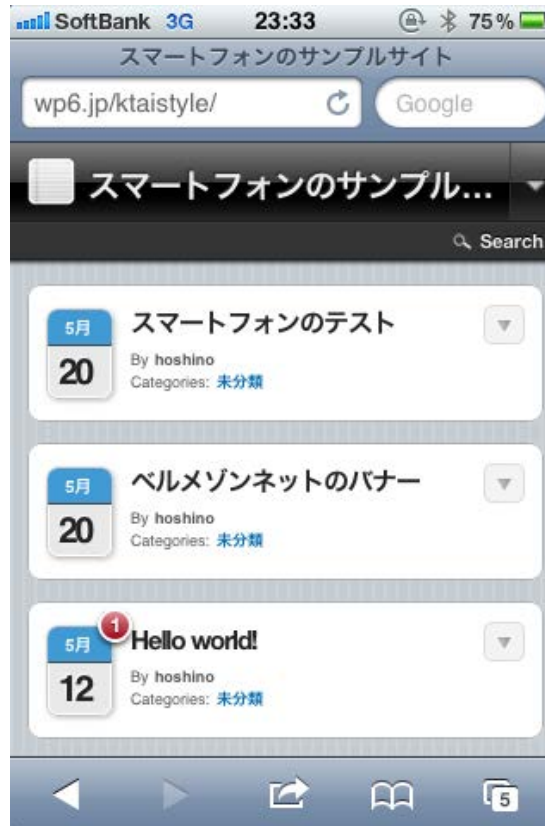 SoftBank 3G 23:33 75%
スマートフォンのサンプルサイト
wp6.jp/ktaistyle/ Google
スマートフォンのサンプル...
Search
5月
20
スマートフォンのテスト
By hoshino
Categories: 未分類
5月
20
ベルメゾンネットのバナー
By hoshino
Categories: 未分類
5月
12
1
Hello world!
By hoshino
Categories: 未分類
5